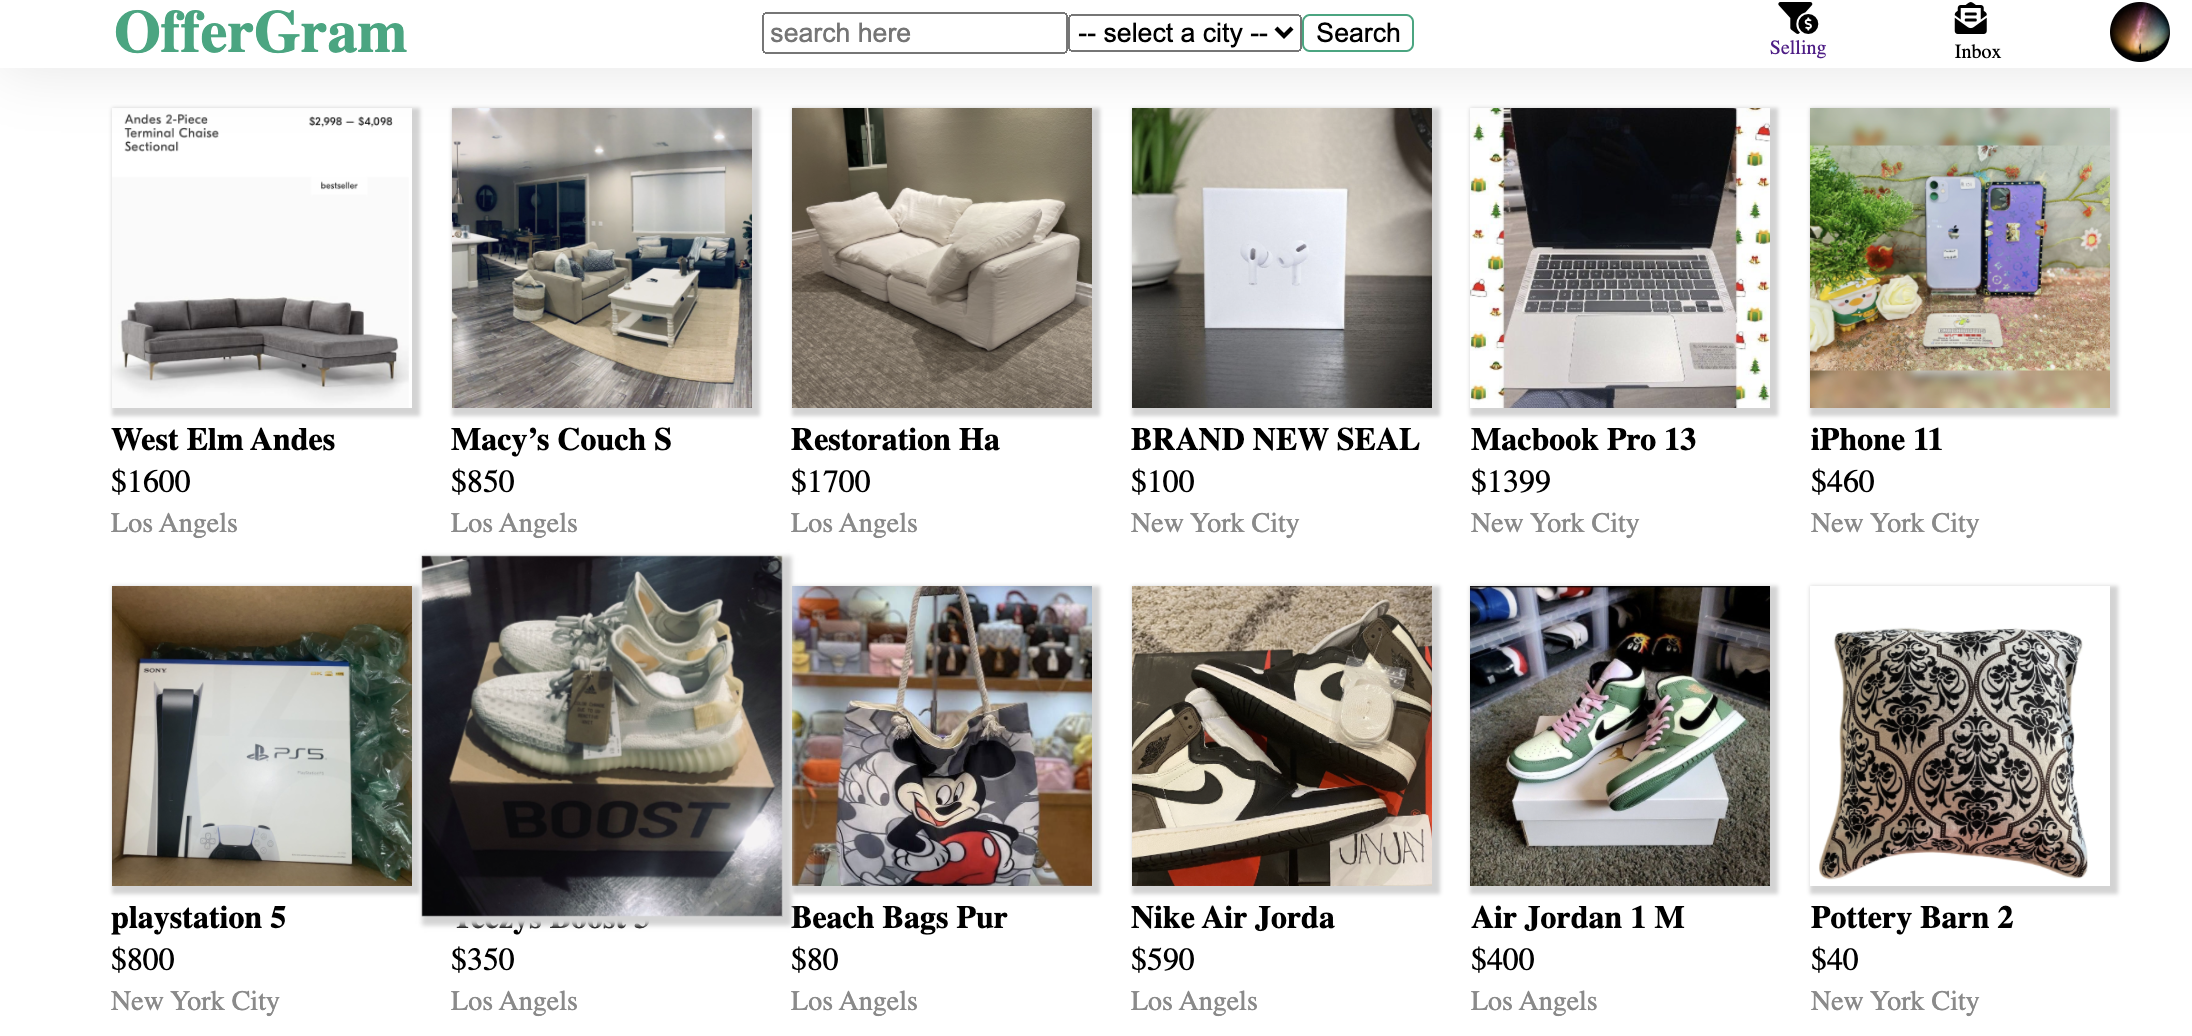 OfferGram
search here
-- select a city --
Search
Selling
Inbox
Andes 2-Piece
Terminal Chaise
Sectional
$2,998 – $4,098
bestseller
West Elm Andes
$1600
Los Angels
Macy’s Couch S
$850
Los Angels
Restoration Ha
$1700
Los Angels
BRAND NEW SEAL
$100
New York City
Macbook Pro 13
$1399
New York City
iPhone 11
$460
New York City
SONY
PS5
BOOST
JAYJAY
playstation 5
$800
New York City
Yeezys Boost 3
$350
Los Angels
Beach Bags Pur
$80
Los Angels
Nike Air Jorda
$590
Los Angels
Air Jordan 1 M
$400
Los Angels
Pottery Barn 2
$40
New York City